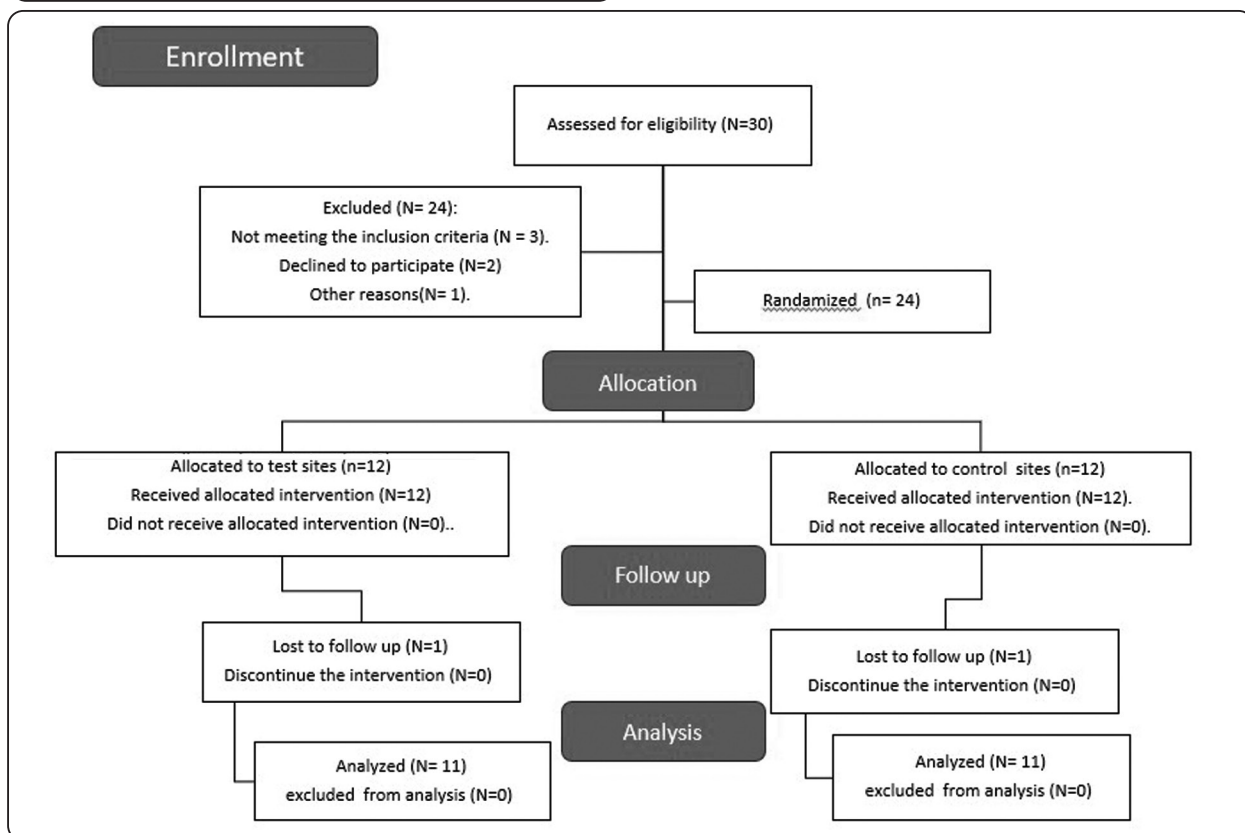 Enrollment
Assessed for eligibility (N=30)
Excluded (N= 24):
Not meeting the inclusion criteria (N = 3).
Declined to participate (N=2)
Other reasons(N= 1).
Randamized (n= 24)
Allocation
Allocated to test sites (n=12)
Received allocated intervention (N=12)
Did not receive allocated intervention (N=0)..
Allocated to control sites (n=12)
Received allocated intervention (N=12).
Did not receive allocated intervention (N=0).
Follow up
Lost to follow up (N=1)
Discontinue the intervention (N=0)
Lost to follow up (N=1)
Discontinue the intervention (N=0)
Analysis
Analyzed (N= 11)
excluded from analysis (N=0)
Analyzed (N= 11)
excluded from analysis (N=0)